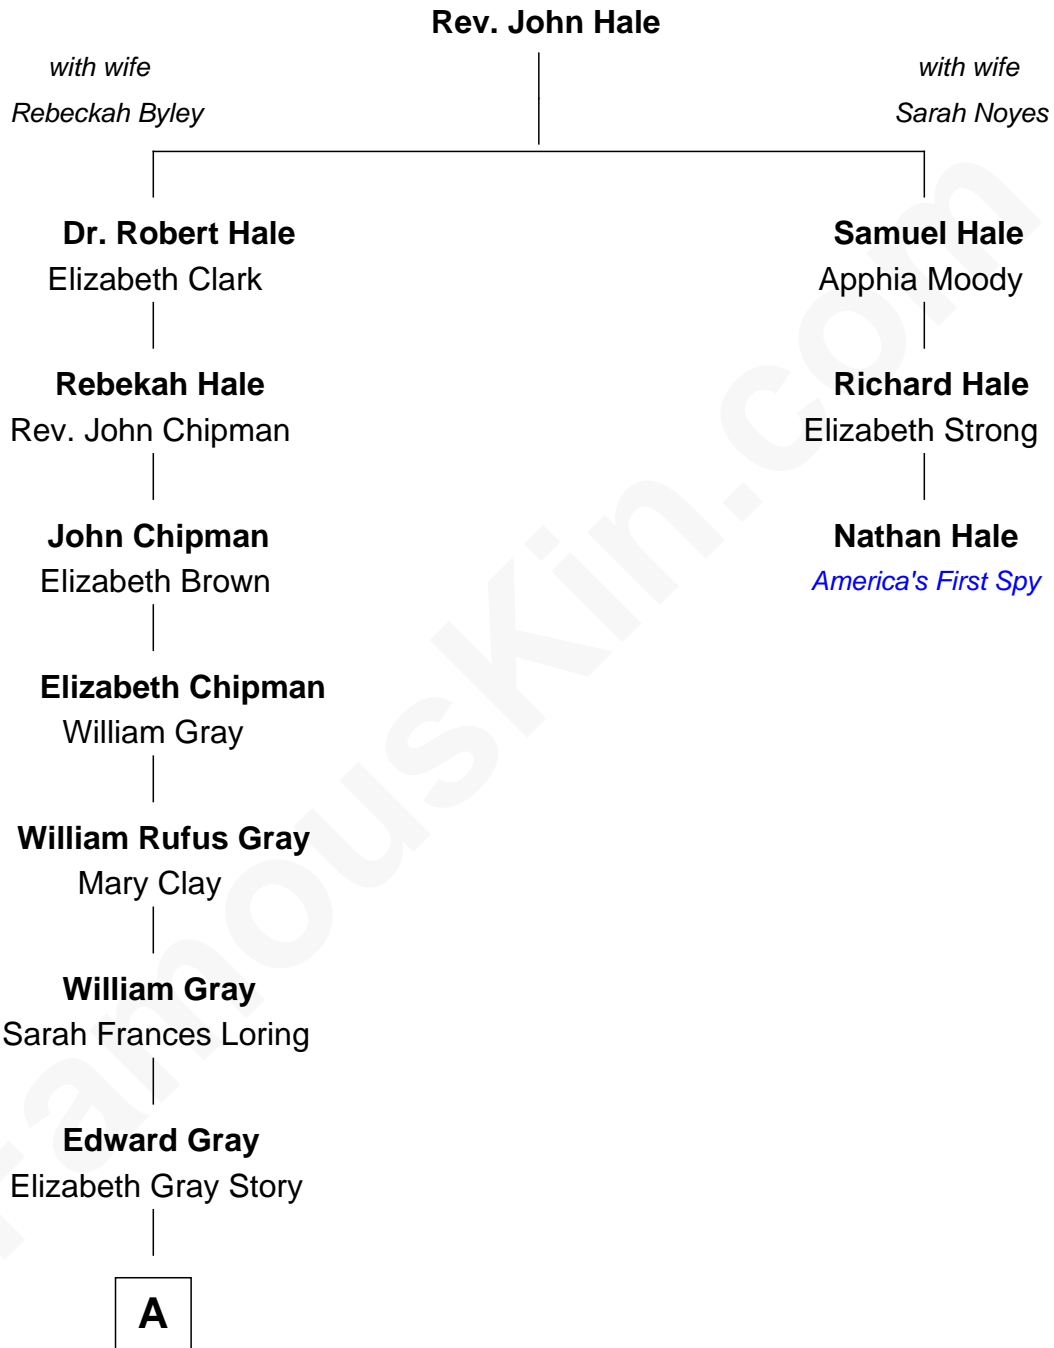 Rev. John Hale
with wife
Rebeckah Byley
with wife
Sarah Noyes
Dr. Robert Hale
Elizabeth Clark
Samuel Hale
Apphia Moody
Rebekah Hale
Rev. John Chipman
Richard Hale
Elizabeth Strong
John Chipman
Elizabeth Brown
Nathan Hale
America's First Spy
Elizabeth Chipman
William Gray
William Rufus Gray
Mary Clay
William Gray
Sarah Frances Loring
Edward Gray
Elizabeth Gray Story
A
FamousKin.com